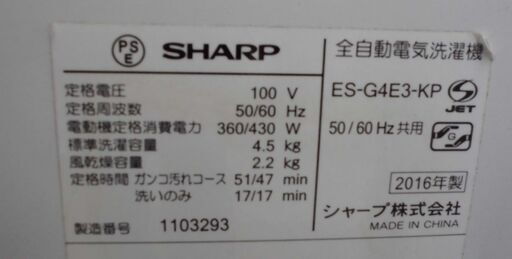 PSE SHARP 全自動電気洗濯機
定格電圧 100 V ES-G4E3-KP S JET
定格周波数 50/60 Hz
電動機定格消費電力 360/430 W 50/60Hz共用 G
標準洗濯容量 4.5 kg
風乾燥容量 2.2 kg
定格時間 ガンコ汚れコース 51/47 min 2016年製
洗いのみ 17/17 min シャープ株式会社
製造番号 1103293 MADE IN CHINA